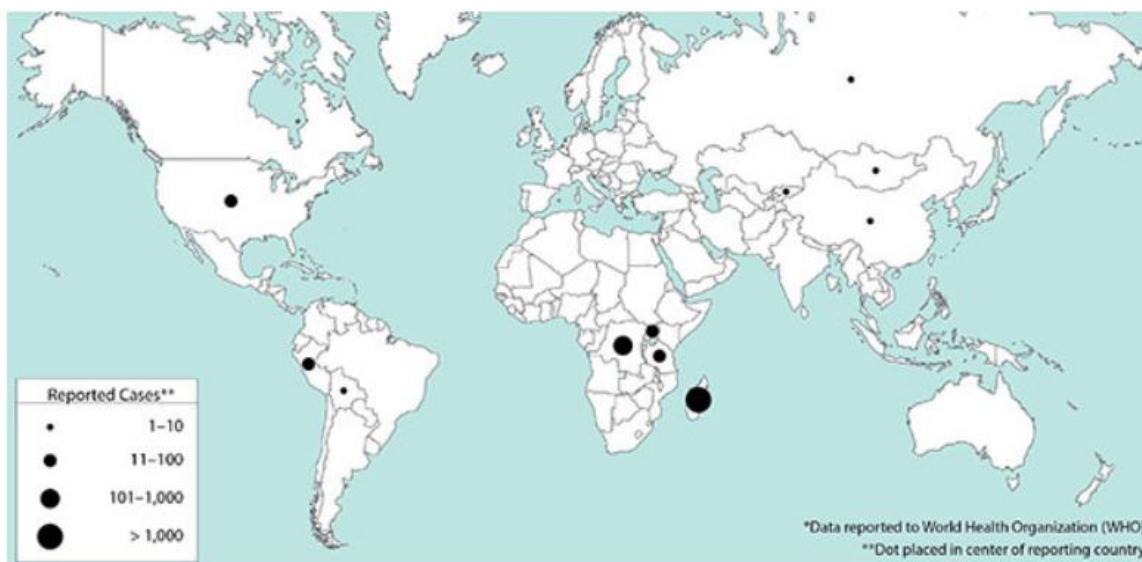 Reported Cases**
1–10
11–100
101–1,000
> 1,000
*Data reported to World Health Organization (WHO)
**Dot placed in center of reporting country